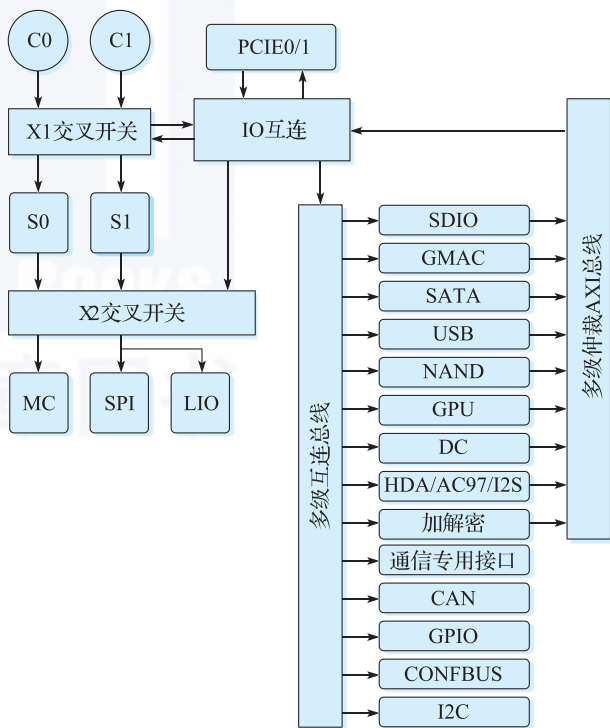 C0
C1
PCIE0/1
X1交叉开关
IO互连
S0
S1
X2交叉开关
MC
SPI
LIO
多级互连总线
SDIO
GMAC
SATA
USB
NAND
GPU
DC
HDA/AC97/I2S
加解密
通信专用接口
CAN
GPIO
CONFBUS
I2C
多级仲裁AXI总线